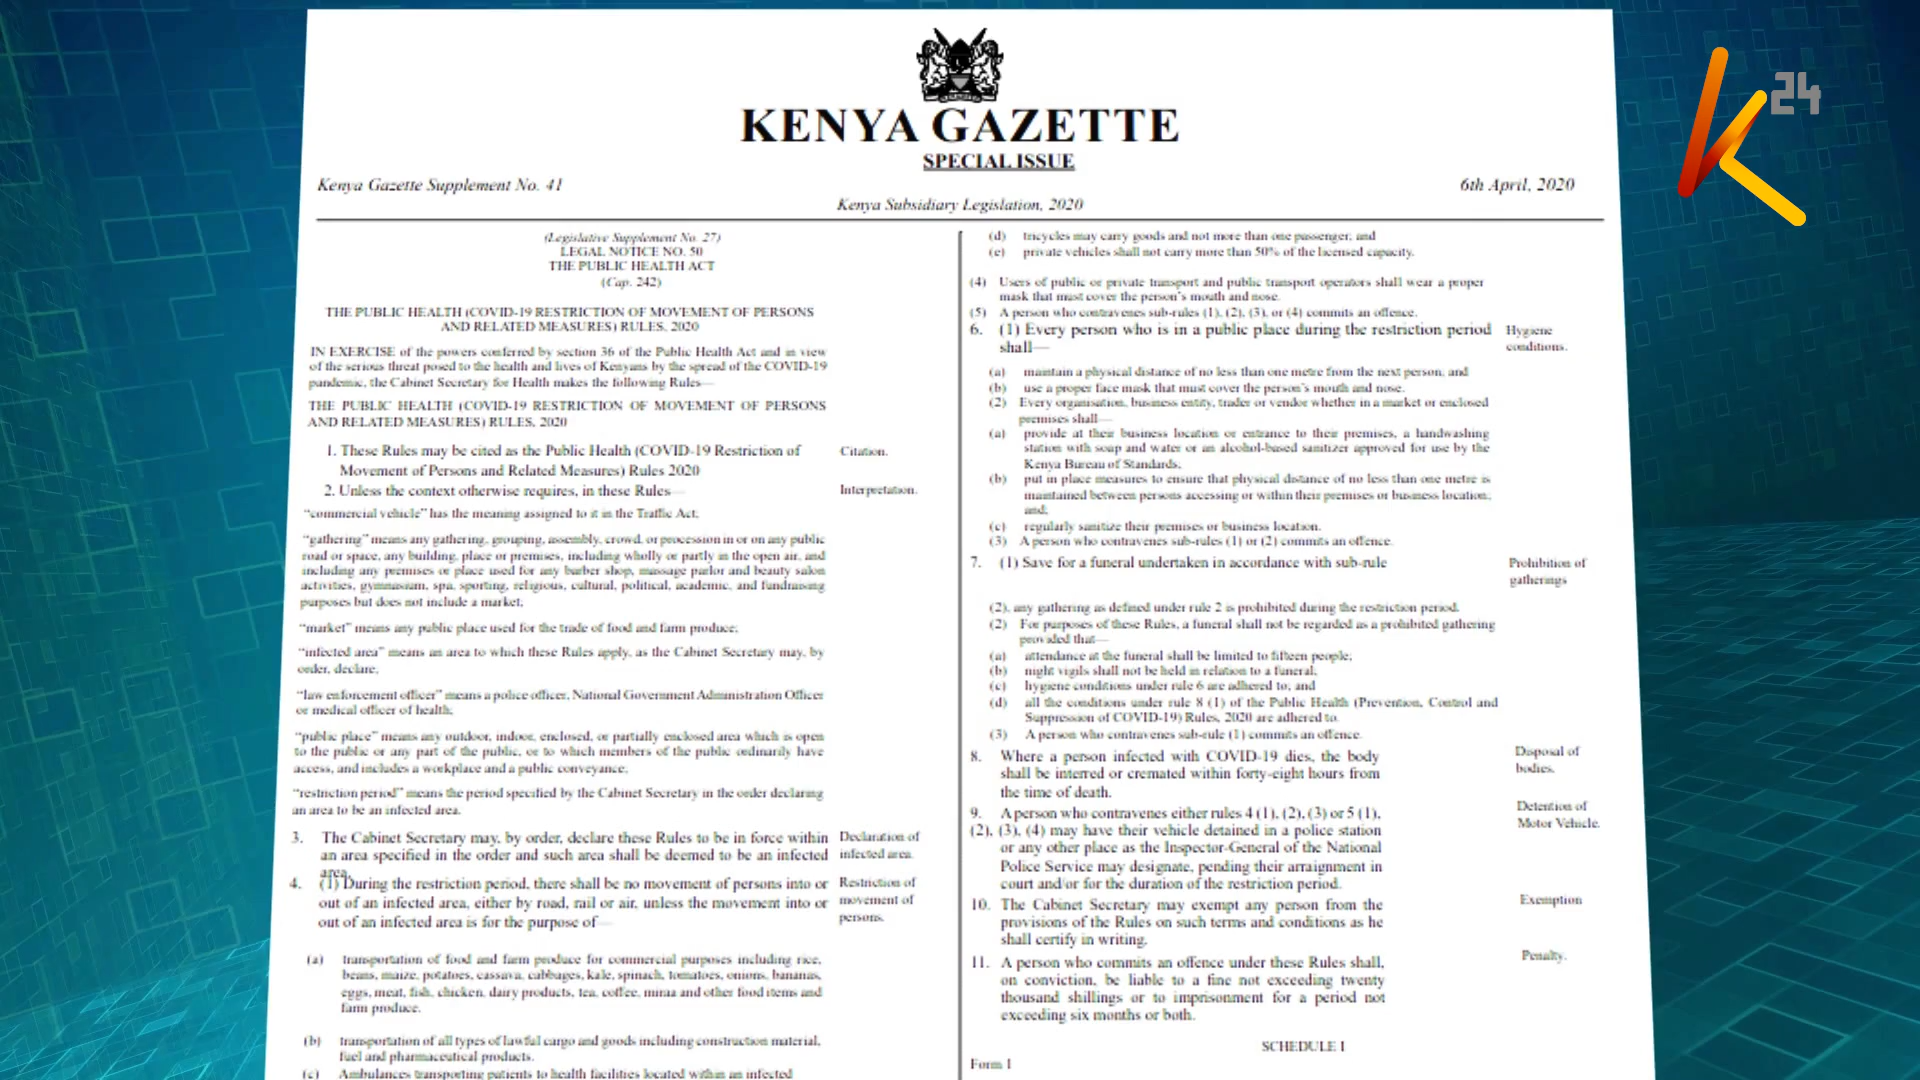 KENYA GAZETTE
SPECIAL ISSUE
Kenya Gazette Supplement No. 41
6th April, 2020
Kenya Subsidiary Legislation, 2020
(Legislative Supplement No. 27)
LEGAL NOTICE NO. 50
THE PUBLIC HEALTH ACT
(Cap. 242)
THE PUBLIC HEALTH (COVID-19 RESTRICTION OF MOVEMENT OF PERSONS
AND RELATED MEASURES) RULES, 2020
IN EXERCISE of the powers conferred by section 36 of the Public Health Act and in view
of the serious threat posed to the health and lives of Kenyans by the spread of the COVID-19
pandemic, the Cabinet Secretary for Health makes the following Rules—
THE PUBLIC HEALTH (COVID-19 RESTRICTION OF MOVEMENT OF PERSONS
AND RELATED MEASURES) RULES, 2020
1. These Rules may be cited as the Public Health (COVID-19 Restriction of
Movement of Persons and Related Measures) Rules 2020
Citation.
2. Unless the context otherwise requires, in these Rules—
Interpretation.
“commercial vehicle” has the meaning assigned to it in the Traffic Act;
“gathering” means any gathering, grouping, assembly, crowd, or procession in or on any public
road or space, any building, place or premises, including wholly or partly in the open air, and
including any premises or place used for any barber shop, massage parlor and beauty salon
activities, gymnasium, spa, sporting, religious, cultural, political, academic, and fundraising
purposes but does not include a market;
“market” means any public place used for the trade of food and farm produce;
“infected area” means an area to which these Rules apply, as the Cabinet Secretary may, by
order, declare;
“law enforcement officer” means a police officer, National Government Administration Officer
or medical officer of health;
“public place” means any outdoor, indoor, enclosed, or partially enclosed area which is open
to the public or any part of the public, or to which members of the public ordinarily have
access, and includes a workplace and a public conveyance;
“restriction period” means the period specified by the Cabinet Secretary in the order declaring
an area to be an infected area.
3. The Cabinet Secretary may, by order, declare these Rules to be in force within
an area specified in the order and such area shall be deemed to be an infected
area.
Declaration of
infected area.
4. (1) During the restriction period, there shall be no movement of persons into or
out of an infected area, either by road, rail or air, unless the movement into or
out of an infected area is for the purpose of—
Restriction of
movement of
persons.
(a) transportation of food and farm produce for commercial purposes including rice,
beans, maize, potatoes, cassava, cabbages, kale, spinach, tomatoes, onions, bananas,
eggs, meat, fish, chicken, dairy products, tea, coffee, miraa and other food items and
farm produce.
(b) transportation of all types of lawful cargo and goods including construction material,
fuel and pharmaceutical products.
(c) Ambulances transporting patients to health facilities located within an infected
(d) tricycles may carry goods and not more than one passenger; and
(e) private vehicles shall not carry more than 50% of the licensed capacity.
(4) Users of public or private transport and public transport operators shall wear a proper
mask that must cover the person’s mouth and nose.
(5) A person who contravenes sub-rules (1), (2), (3), or (4) commits an offence.
6. (1) Every person who is in a public place during the restriction period
shall—
Hygiene
conditions.
(a) maintain a physical distance of no less than one metre from the next person; and
(b) use a proper face mask that must cover the person’s mouth and nose.
(2) Every organisation, business entity, trader or vendor whether in a market or enclosed
premises shall—
(a) provide at their business location or entrance to their premises, a handwashing
station with soap and water or an alcohol-based sanitizer approved for use by the
Kenya Bureau of Standards;
(b) put in place measures to ensure that physical distance of no less than one metre is
maintained between persons accessing or within their premises or business location;
and;
(c) regularly sanitize their premises or business location.
(3) A person who contravenes sub-rules (1) or (2) commits an offence.
7. (1) Save for a funeral undertaken in accordance with sub-rule
Prohibition of
gatherings
(2), any gathering as defined under rule 2 is prohibited during the restriction period.
(2) For purposes of these Rules, a funeral shall not be regarded as a prohibited gathering
provided that—
(a) attendance at the funeral shall be limited to fifteen people;
(b) night vigils shall not be held in relation to a funeral;
(c) hygiene conditions under rule 6 are adhered to; and
(d) all the conditions under rule 8 (1) of the Public Health (Prevention, Control and
Suppression of COVID-19) Rules, 2020 are adhered to.
(3) A person who contravenes sub-rule (1) commits an offence.
8. Where a person infected with COVID-19 dies, the body
shall be interred or cremated within forty-eight hours from
the time of death.
Disposal of
bodies.
9. A person who contravenes either rules 4 (1), (2), (3) or 5 (1),
(2), (3), (4) may have their vehicle detained in a police station
or any other place as the Inspector-General of the National
Police Service may designate, pending their arraignment in
court and/or for the duration of the restriction period.
Detention of
Motor Vehicle.
10. The Cabinet Secretary may exempt any person from the
provisions of the Rules on such terms and conditions as he
shall certify in writing.
Exemption
11. A person who commits an offence under these Rules shall,
on conviction, be liable to a fine not exceeding twenty
thousand shillings or to imprisonment for a period not
exceeding six months or both.
Penalty.
SCHEDULE I
Form 1
K24